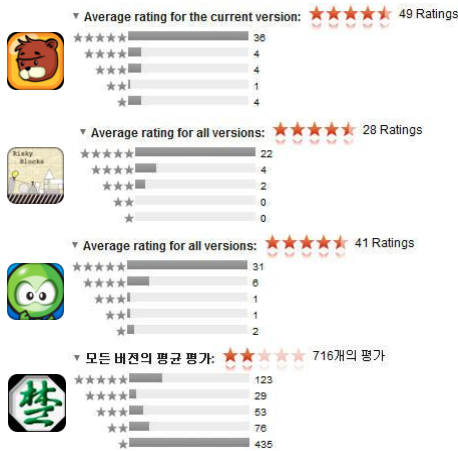 ▼ Average rating for the current version: ★★★★⯪ 49 Ratings
★★★★★ 36
★★★★ 4
★★★ 4
★★ 1
★ 4
▼ Average rating for all versions: ★★★★⯪ 28 Ratings
Risky
Blocks
★★★★★ 22
★★★★ 4
★★★ 2
★★ 0
★ 0
▼ Average rating for all versions: ★★★★⯪ 41 Ratings
★★★★★ 31
★★★★ 6
★★★ 1
★★ 1
★ 2
▼ 모든 버전의 평균 평가: ★★ 716개의 평가
楚
★★★★★ 123
★★★★ 29
★★★ 53
★★ 76
★ 435